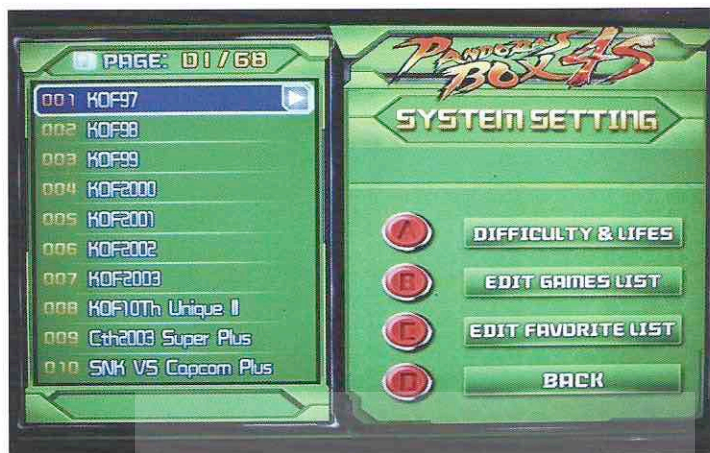 PAGE: 01/68
001 KOF97
002 KOF98
003 KOF99
004 KOF2000
005 KOF2001
006 KOF2002
007 KOF2003
008 KOF10Th Unique II
009 Cth2003 Super Plus
010 SNK VS Capcom Plus
PANDORA'S
BOX 4S
SYSTEM SETTING
A DIFFICULTY & LIFES
B EDIT GAMES LIST
C EDIT FAVORITE LIST
D BACK